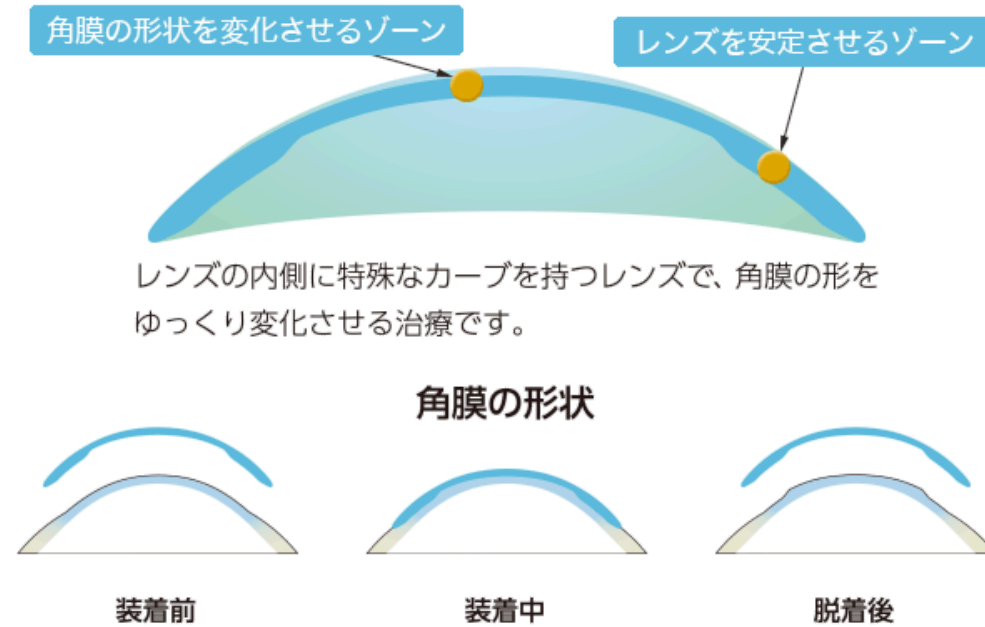 角膜の形状を変化させるゾーン
レンズを安定させるゾーン
レンズの内側に特殊なカーブを持つレンズで、角膜の形を
ゆっくり変化させる治療です。
角膜の形状
装着前
装着中
脱着後